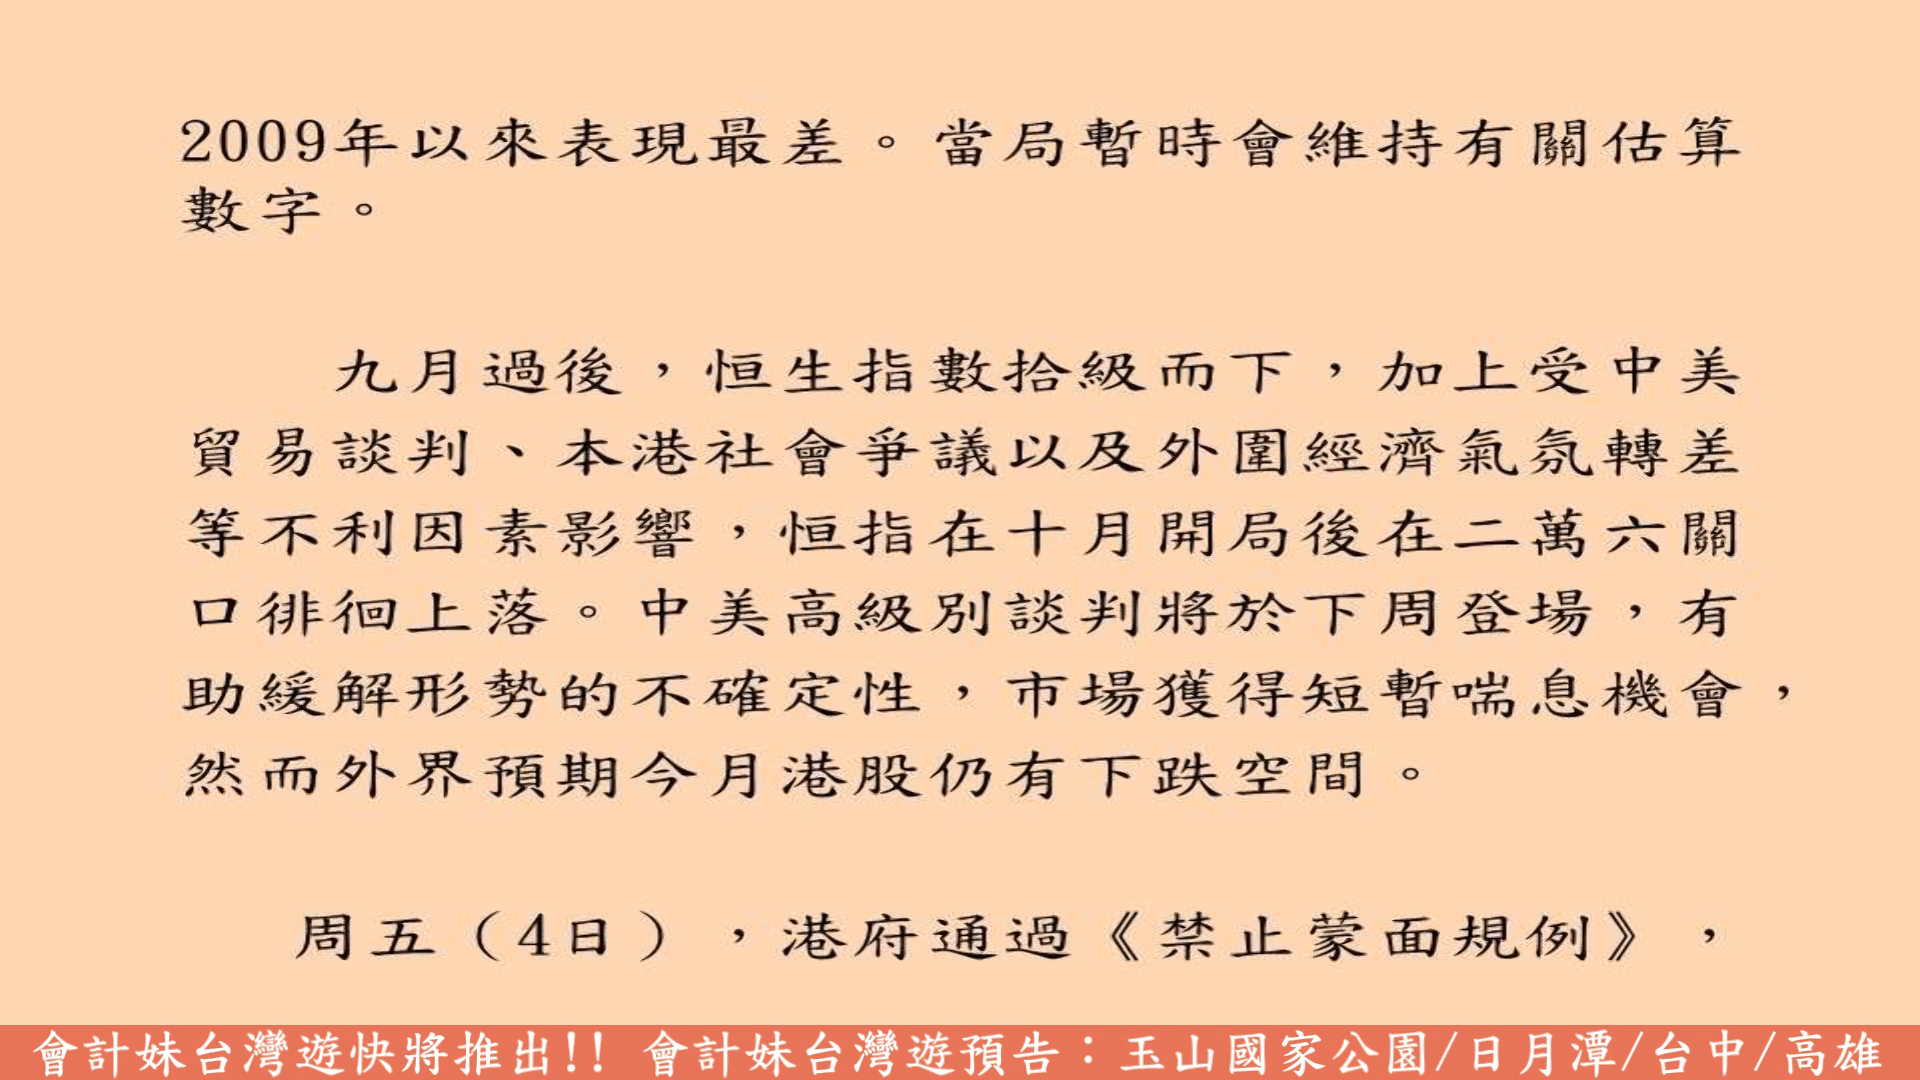 2009年以來表現最差。當局暫時會維持有關估算
數字。
九月過後，恒生指數拾級而下，加上受中美
貿易談判、本港社會爭議以及外圍經濟氣氛轉差
等不利因素影響，恒指在十月開局後在二萬六關
口徘徊上落。中美高級別談判將於下周登場，有
助緩解形勢的不確定性，市場獲得短暫喘息機會，
然而外界預期今月港股仍有下跌空間。
周五（4日），港府通過《禁止蒙面規例》，
會計妹台灣遊快將推出!! 會計妹台灣遊預告：玉山國家公園/日月潭/台中/高雄